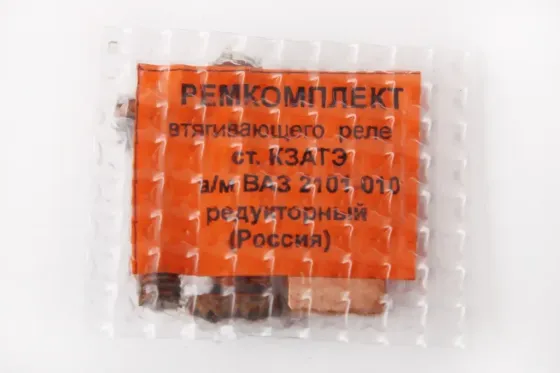 РЕМКОМПЛЕКТ
втягивающего реле
ст. КЗАТЭ
а/м ВАЗ 2101 010
редукторный
(Россия)